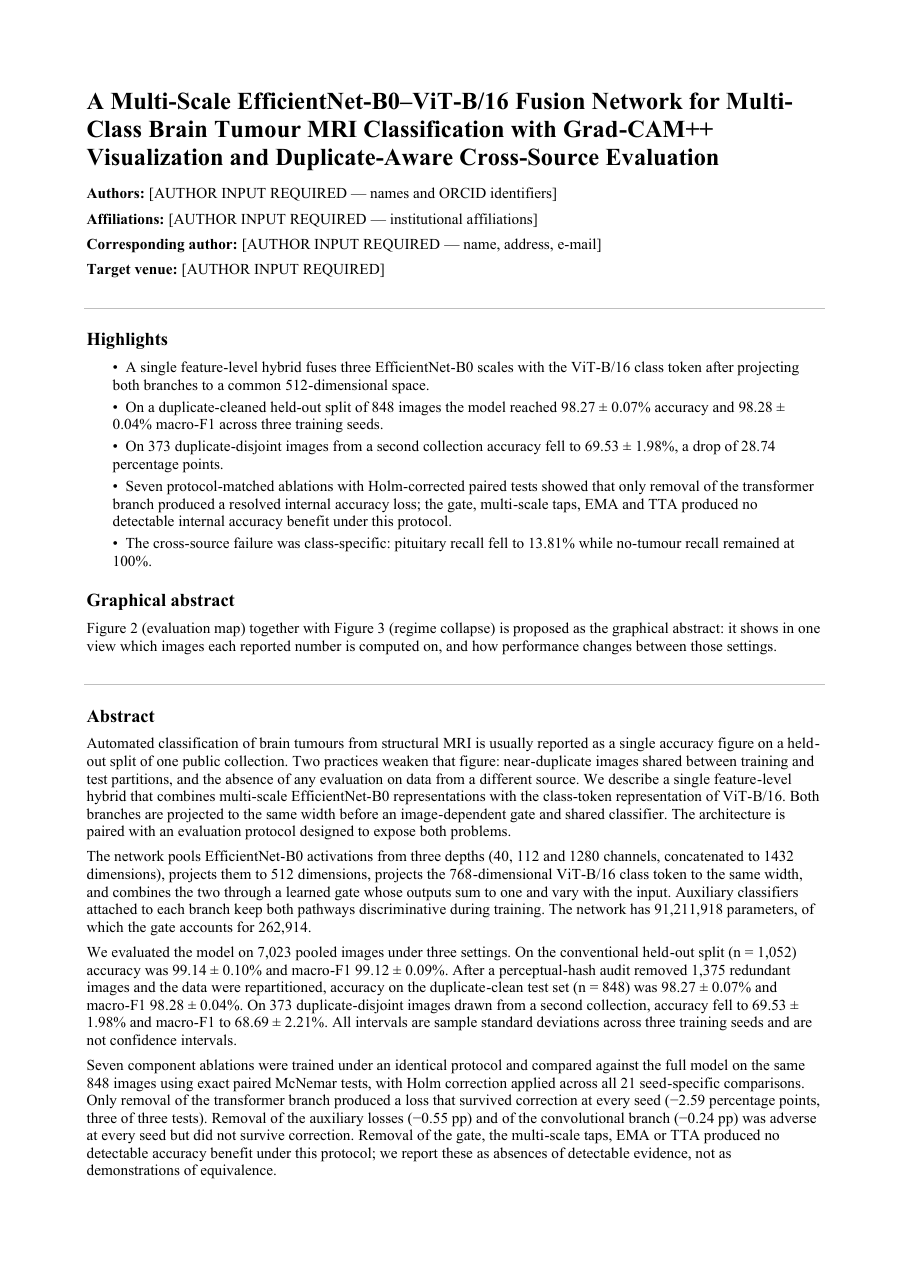 A Multi-Scale EfficientNet-B0–ViT-B/16 Fusion Network for Multi-
Class Brain Tumour MRI Classification with Grad-CAM++
Visualization and Duplicate-Aware Cross-Source Evaluation
Authors: [AUTHOR INPUT REQUIRED — names and ORCID identifiers]
Affiliations: [AUTHOR INPUT REQUIRED — institutional affiliations]
Corresponding author: [AUTHOR INPUT REQUIRED — name, address, e-mail]
Target venue: [AUTHOR INPUT REQUIRED]
Highlights
• A single feature-level hybrid fuses three EfficientNet-B0 scales with the ViT-B/16 class token after projecting
both branches to a common 512-dimensional space.
• On a duplicate-cleaned held-out split of 848 images the model reached 98.27 ± 0.07% accuracy and 98.28 ±
0.04% macro-F1 across three training seeds.
• On 373 duplicate-disjoint images from a second collection accuracy fell to 69.53 ± 1.98%, a drop of 28.74
percentage points.
• Seven protocol-matched ablations with Holm-corrected paired tests showed that only removal of the transformer
branch produced a resolved internal accuracy loss; the gate, multi-scale taps, EMA and TTA produced no
detectable internal accuracy benefit under this protocol.
• The cross-source failure was class-specific: pituitary recall fell to 13.81% while no-tumour recall remained at
100%.
Graphical abstract
Figure 2 (evaluation map) together with Figure 3 (regime collapse) is proposed as the graphical abstract: it shows in one
view which images each reported number is computed on, and how performance changes between those settings.
Abstract
Automated classification of brain tumours from structural MRI is usually reported as a single accuracy figure on a held-
out split of one public collection. Two practices weaken that figure: near-duplicate images shared between training and
test partitions, and the absence of any evaluation on data from a different source. We describe a single feature-level
hybrid that combines multi-scale EfficientNet-B0 representations with the class-token representation of ViT-B/16. Both
branches are projected to the same width before an image-dependent gate and shared classifier. The architecture is
paired with an evaluation protocol designed to expose both problems.
The network pools EfficientNet-B0 activations from three depths (40, 112 and 1280 channels, concatenated to 1432
dimensions), projects them to 512 dimensions, projects the 768-dimensional ViT-B/16 class token to the same width,
and combines the two through a learned gate whose outputs sum to one and vary with the input. Auxiliary classifiers
attached to each branch keep both pathways discriminative during training. The network has 91,211,918 parameters, of
which the gate accounts for 262,914.
We evaluated the model on 7,023 pooled images under three settings. On the conventional held-out split (n = 1,052)
accuracy was 99.14 ± 0.10% and macro-F1 99.12 ± 0.09%. After a perceptual-hash audit removed 1,375 redundant
images and the data were repartitioned, accuracy on the duplicate-clean test set (n = 848) was 98.27 ± 0.07% and
macro-F1 98.28 ± 0.04%. On 373 duplicate-disjoint images drawn from a second collection, accuracy fell to 69.53 ±
1.98% and macro-F1 to 68.69 ± 2.21%. All intervals are sample standard deviations across three training seeds and are
not confidence intervals.
Seven component ablations were trained under an identical protocol and compared against the full model on the same
848 images using exact paired McNemar tests, with Holm correction applied across all 21 seed-specific comparisons.
Only removal of the transformer branch produced a loss that survived correction at every seed (−2.59 percentage points,
three of three tests). Removal of the auxiliary losses (−0.55 pp) and of the convolutional branch (−0.24 pp) was adverse
at every seed but did not survive correction. Removal of the gate, the multi-scale taps, EMA or TTA produced no
detectable accuracy benefit under this protocol; we report these as absences of detectable evidence, not as
demonstrations of equivalence.